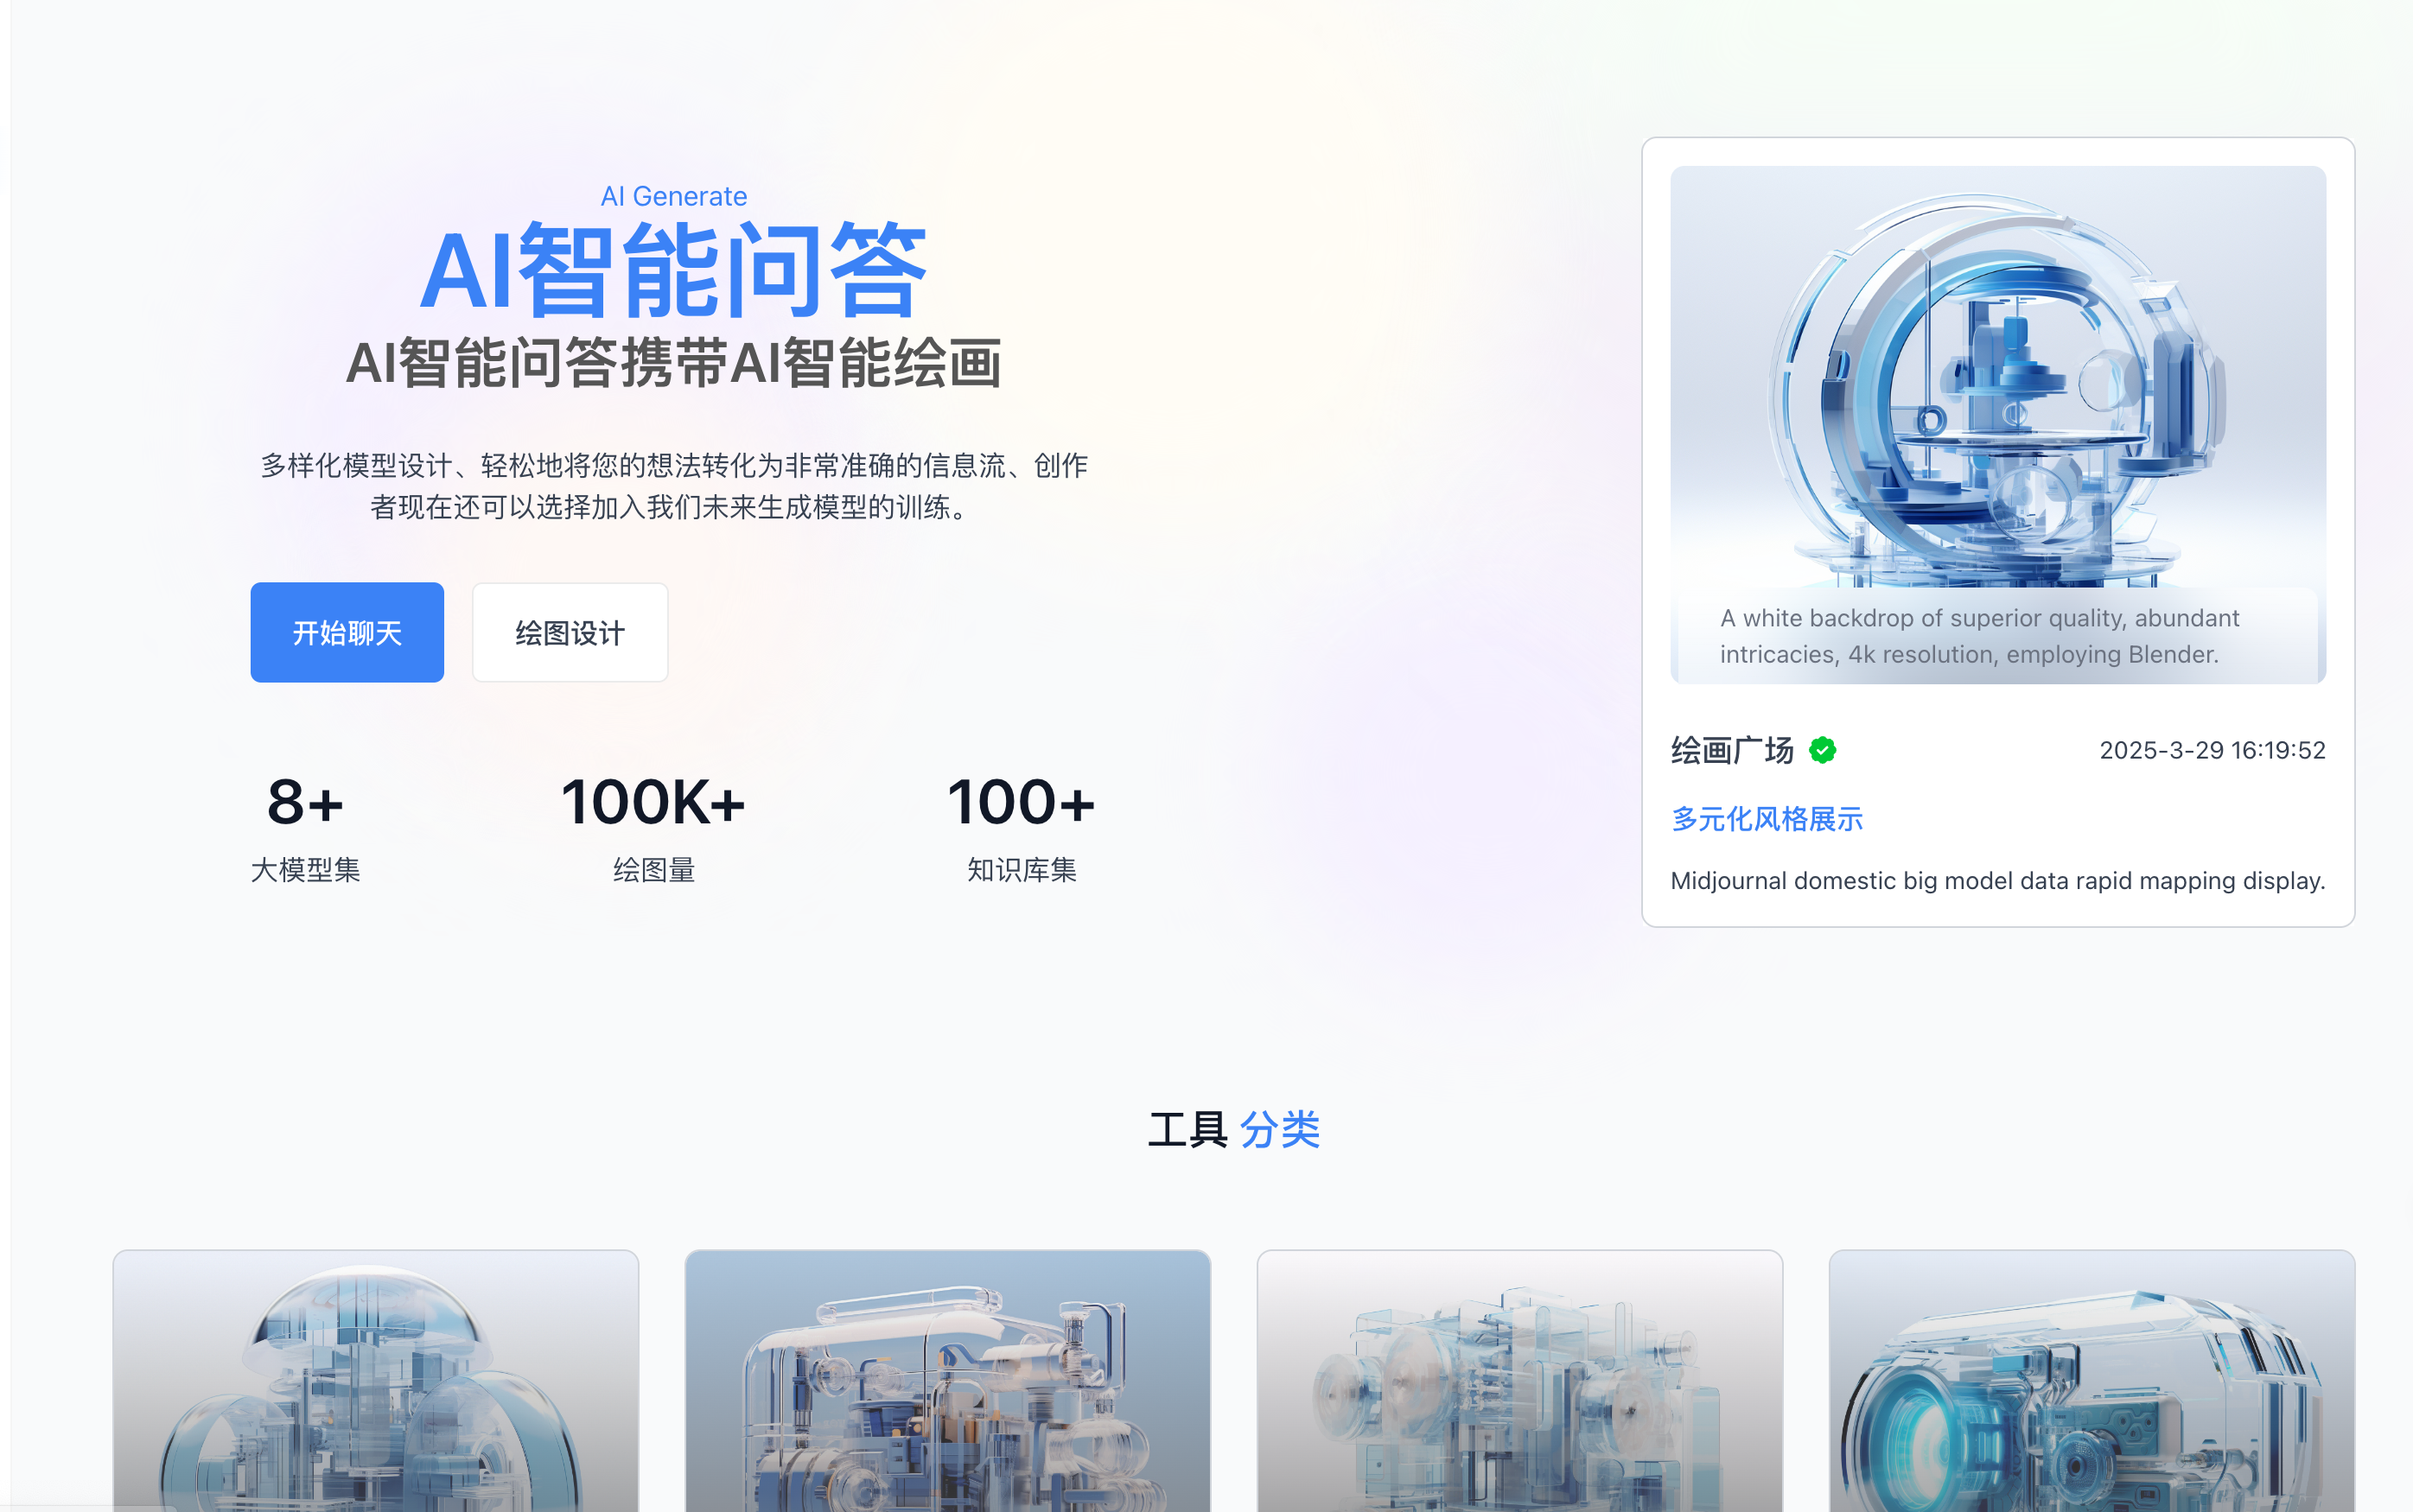 AI Generate
AI智能问答
AI智能问答携带AI智能绘画
多样化模型设计、轻松地将您的想法转化为非常准确的信息流、创作
者现在还可以选择加入我们未来生成模型的训练。
开始聊天
绘图设计
8+
大模型集
100K+
绘图量
100+
知识库集
A white backdrop of superior quality, abundant
intricacies, 4k resolution, employing Blender.
绘画广场
2025-3-29 16:19:52
多元化风格展示
Midjournal domestic big model data rapid mapping display.
工具 分类